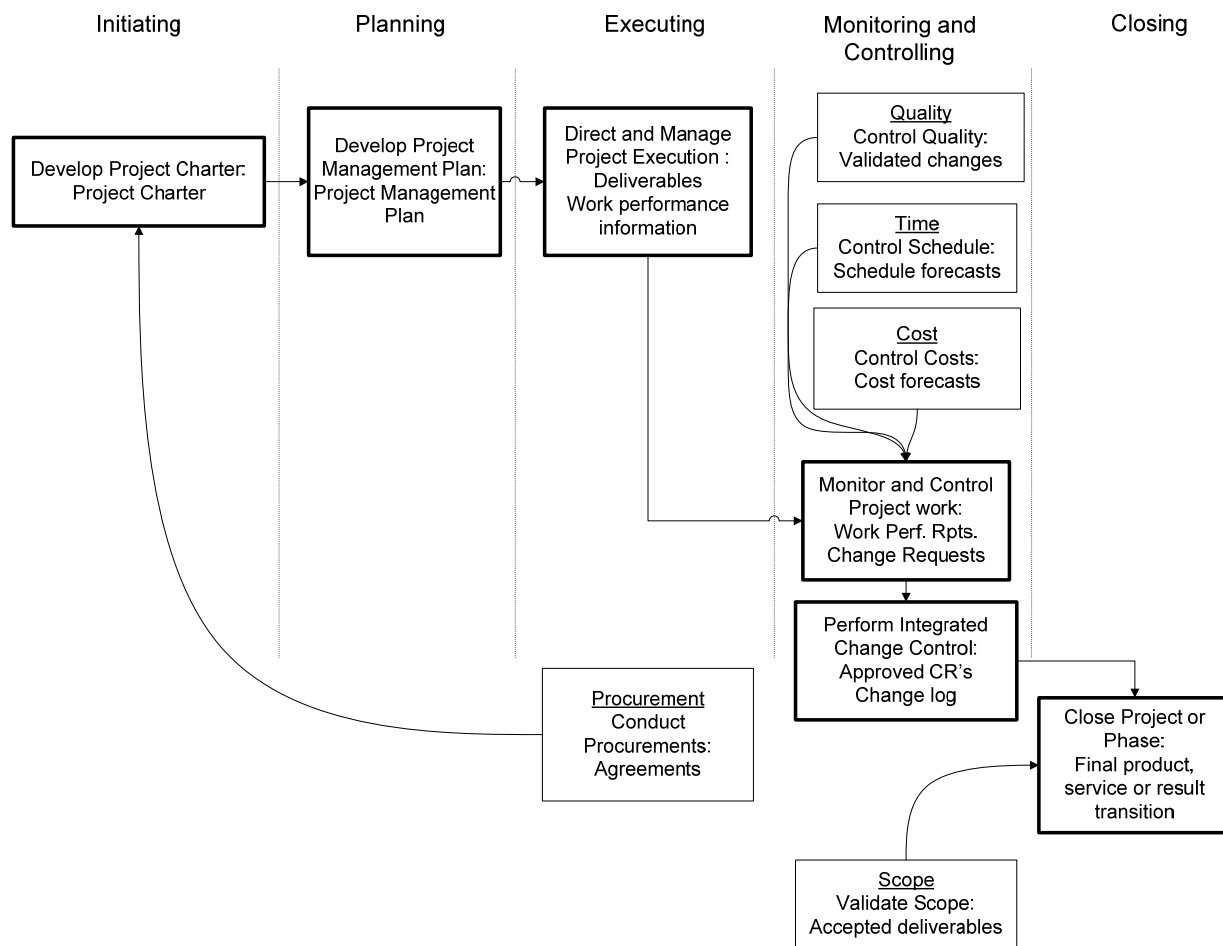 Initiating
Planning
Executing
Monitoring and
Controlling
Closing
Develop Project Charter:
Project Charter
Develop Project
Management Plan:
Project Management
Plan
Direct and Manage
Project Execution :
Deliverables
Work performance
information
Quality
Control Quality:
Validated changes
Time
Control Schedule:
Schedule forecasts
Cost
Control Costs:
Cost forecasts
Monitor and Control
Project work:
Work Perf. Rpts.
Change Requests
Perform Integrated
Change Control:
Approved CR's
Change log
Procurement
Conduct
Procurements:
Agreements
Close Project or
Phase:
Final product,
service or result
transition
Scope
Validate Scope:
Accepted deliverables